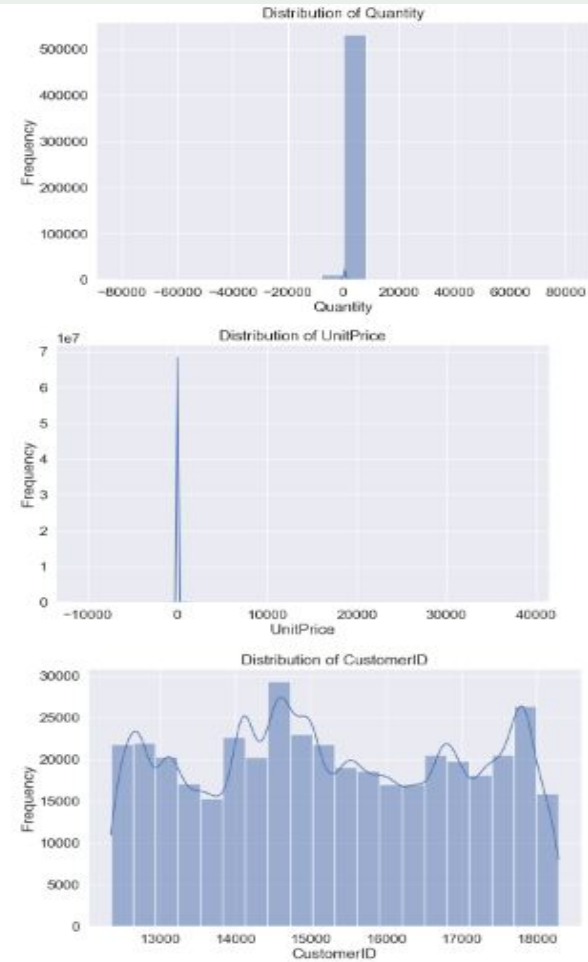 Distribution of Quantity
500000
400000
300000
200000
100000
0
Frequency
−80000 −60000 −40000 −20000 0 20000 40000 60000 80000
Quantity
Distribution of UnitPrice
1e7
7
6
5
4
3
2
1
0
Frequency
−10000 0 10000 20000 30000 40000
UnitPrice
Distribution of CustomerID
30000
25000
20000
15000
10000
5000
0
Frequency
13000 14000 15000 16000 17000 18000
CustomerID